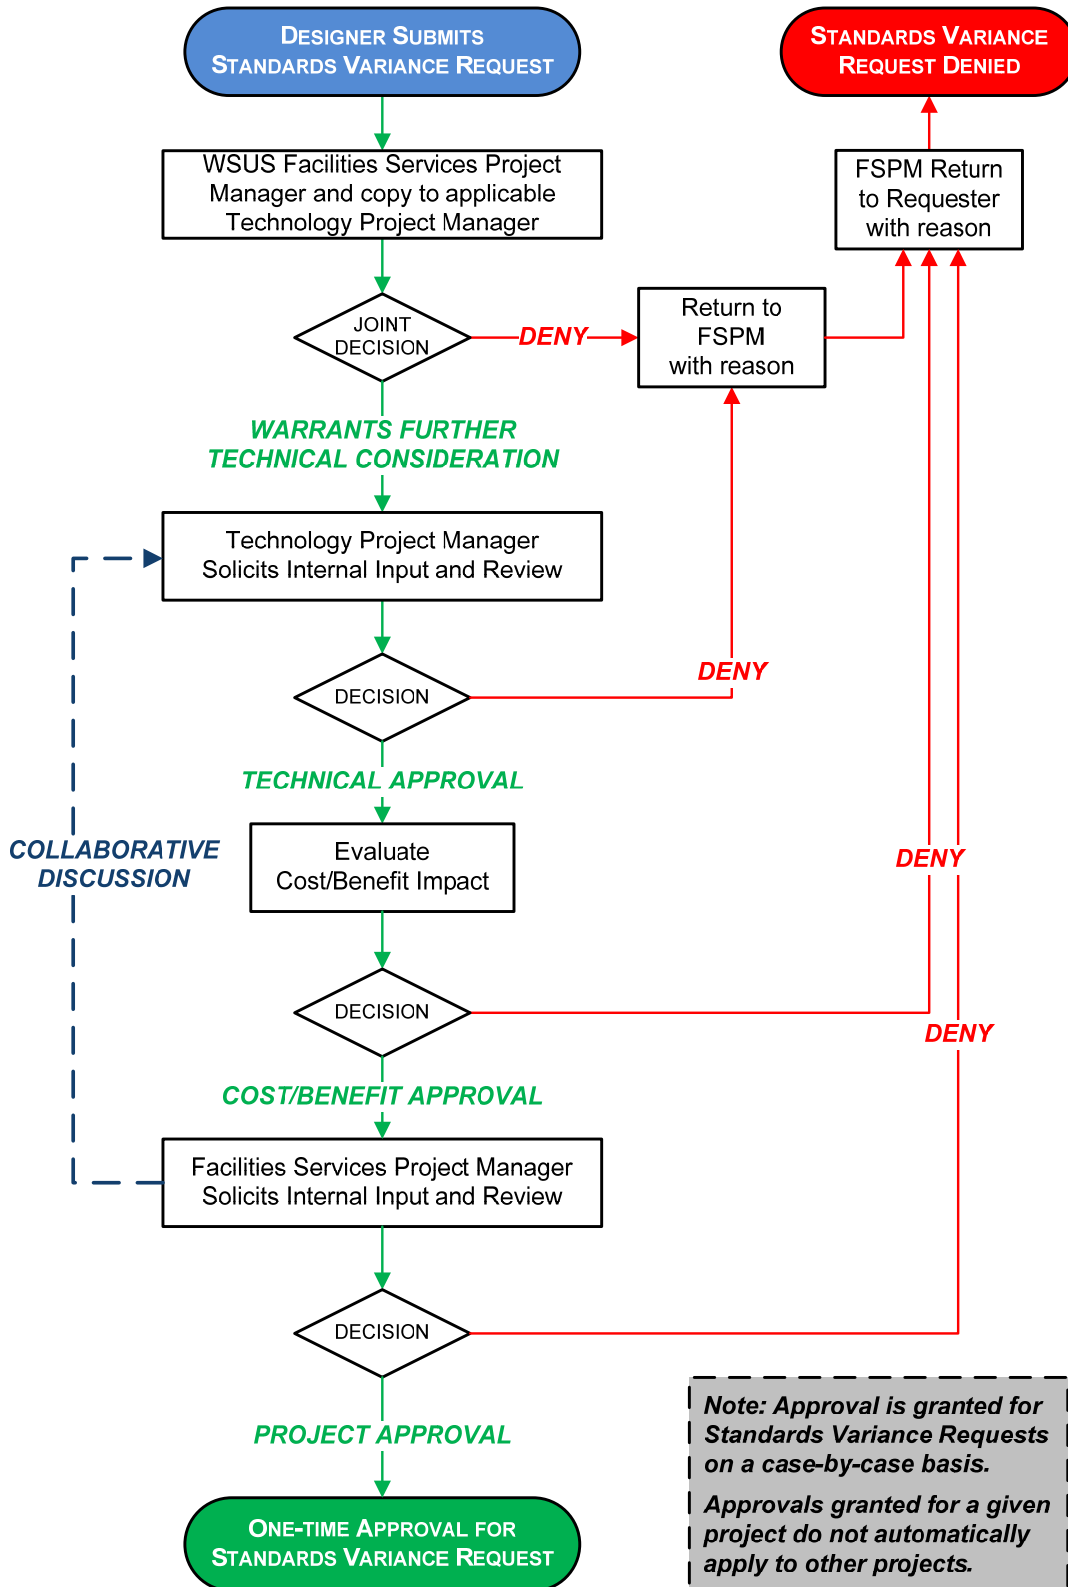 DESIGNER SUBMITS
STANDARDS VARIANCE REQUEST
STANDARDS VARIANCE
REQUEST DENIED
WSUS Facilities Services Project
Manager and copy to applicable
Technology Project Manager
FSPM Return
to Requester
with reason
JOINT
DECISION
DENY
Return to
FSPM
with reason
WARRANTS FURTHER
TECHNICAL CONSIDERATION
Technology Project Manager
Solicits Internal Input and Review
DECISION
DENY
TECHNICAL APPROVAL
Evaluate
Cost/Benefit Impact
COLLABORATIVE
DISCUSSION
DENY
DECISION
DENY
COST/BENEFIT APPROVAL
Facilities Services Project Manager
Solicits Internal Input and Review
DECISION
PROJECT APPROVAL
Note: Approval is granted for
Standards Variance Requests
on a case-by-case basis.
Approvals granted for a given
project do not automatically
apply to other projects.
ONE-TIME APPROVAL FOR
STANDARDS VARIANCE REQUEST